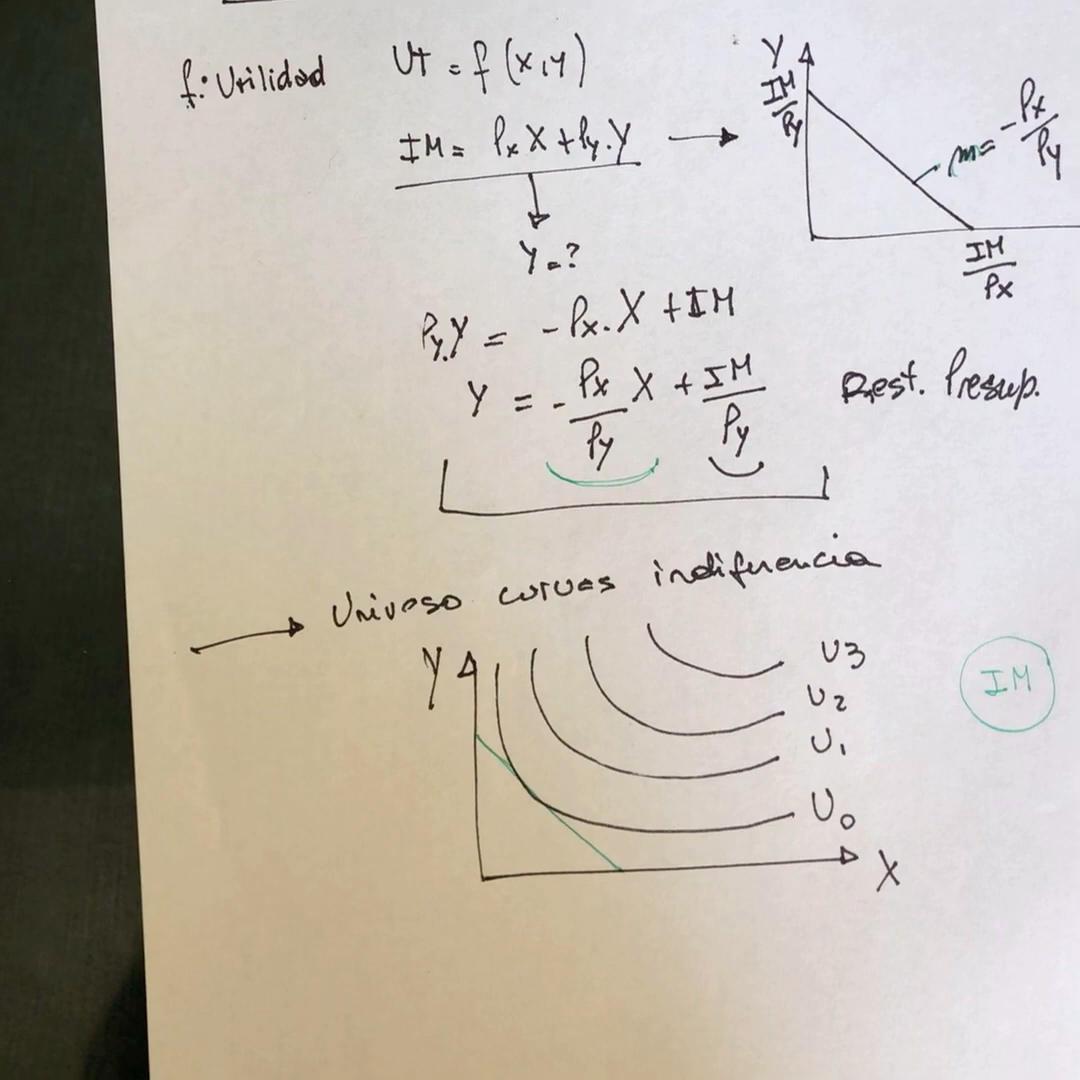 f: Utilidad UT = f (x,y)
IM = Px X + Py . Y
Y = ?
Py.Y = -Px. X + IM
Y = - Px/Py X + IM/Py Rest. Presup.
Y
IM/Py
m = - Px/Py
IM/Px
Univeso curvas indiferencia
Y
U3
U2
U1
U0
X
IM